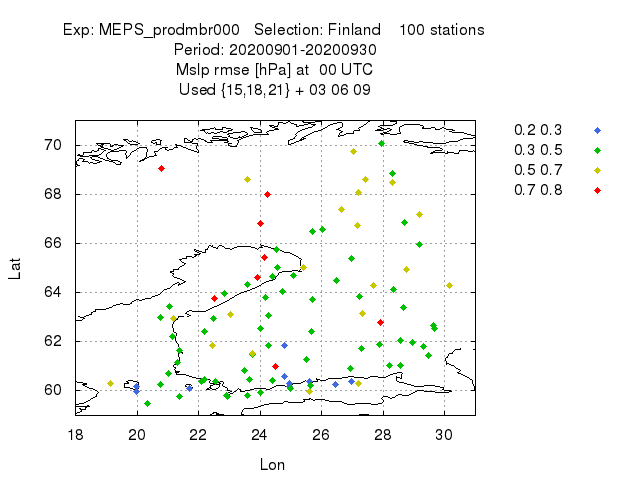 Exp: MEPS_prodmbr000   Selection: Finland    100 stations
Period: 20200901-20200930
Mslp rmse [hPa] at  00 UTC
Used {15,18,21} + 03 06 09
0.2 0.3
0.3 0.5
0.5 0.7
0.7 0.8
70
68
66
64
62
60
Lat
18 20 22 24 26 28 30
Lon